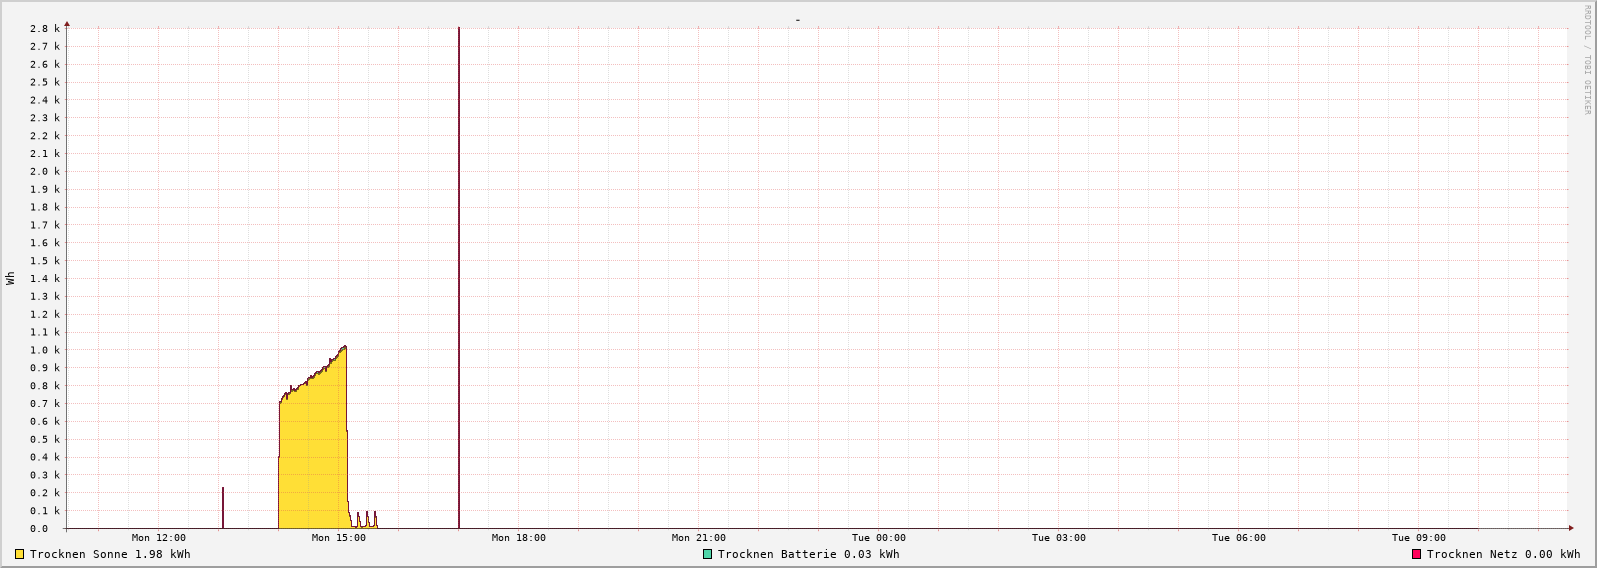 -
RRDTOOL / TOBI OETIKER
Wh
2.8 k
2.7 k
2.6 k
2.5 k
2.4 k
2.3 k
2.2 k
2.1 k
2.0 k
1.9 k
1.8 k
1.7 k
1.6 k
1.5 k
1.4 k
1.3 k
1.2 k
1.1 k
1.0 k
0.9 k
0.8 k
0.7 k
0.6 k
0.5 k
0.4 k
0.3 k
0.2 k
0.1 k
0.0
Mon 12:00 Mon 15:00 Mon 18:00 Mon 21:00 Tue 00:00 Tue 03:00 Tue 06:00 Tue 09:00
Trocknen Sonne 1.98 kWh Trocknen Batterie 0.03 kWh Trocknen Netz 0.00 kWh